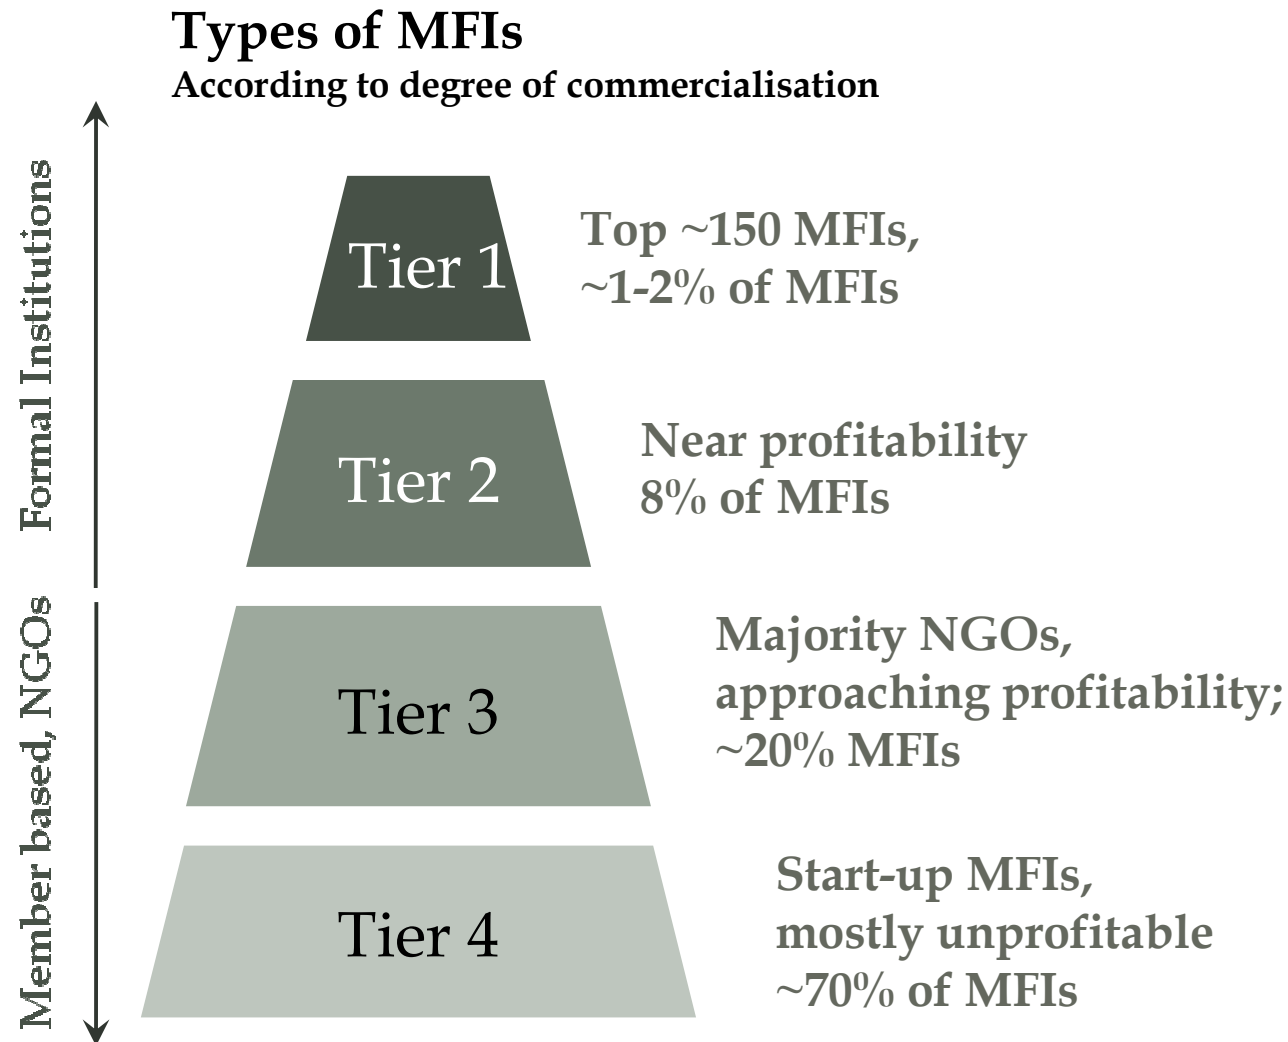 Types of MFIs
According to degree of commercialisation
Formal Institutions
Tier 1
Top ~150 MFIs,
~1-2% of MFIs
Tier 2
Near profitability
8% of MFIs
Member based, NGOs
Tier 3
Majority NGOs,
approaching profitability;
~20% MFIs
Tier 4
Start-up MFIs,
mostly unprofitable
~70% of MFIs